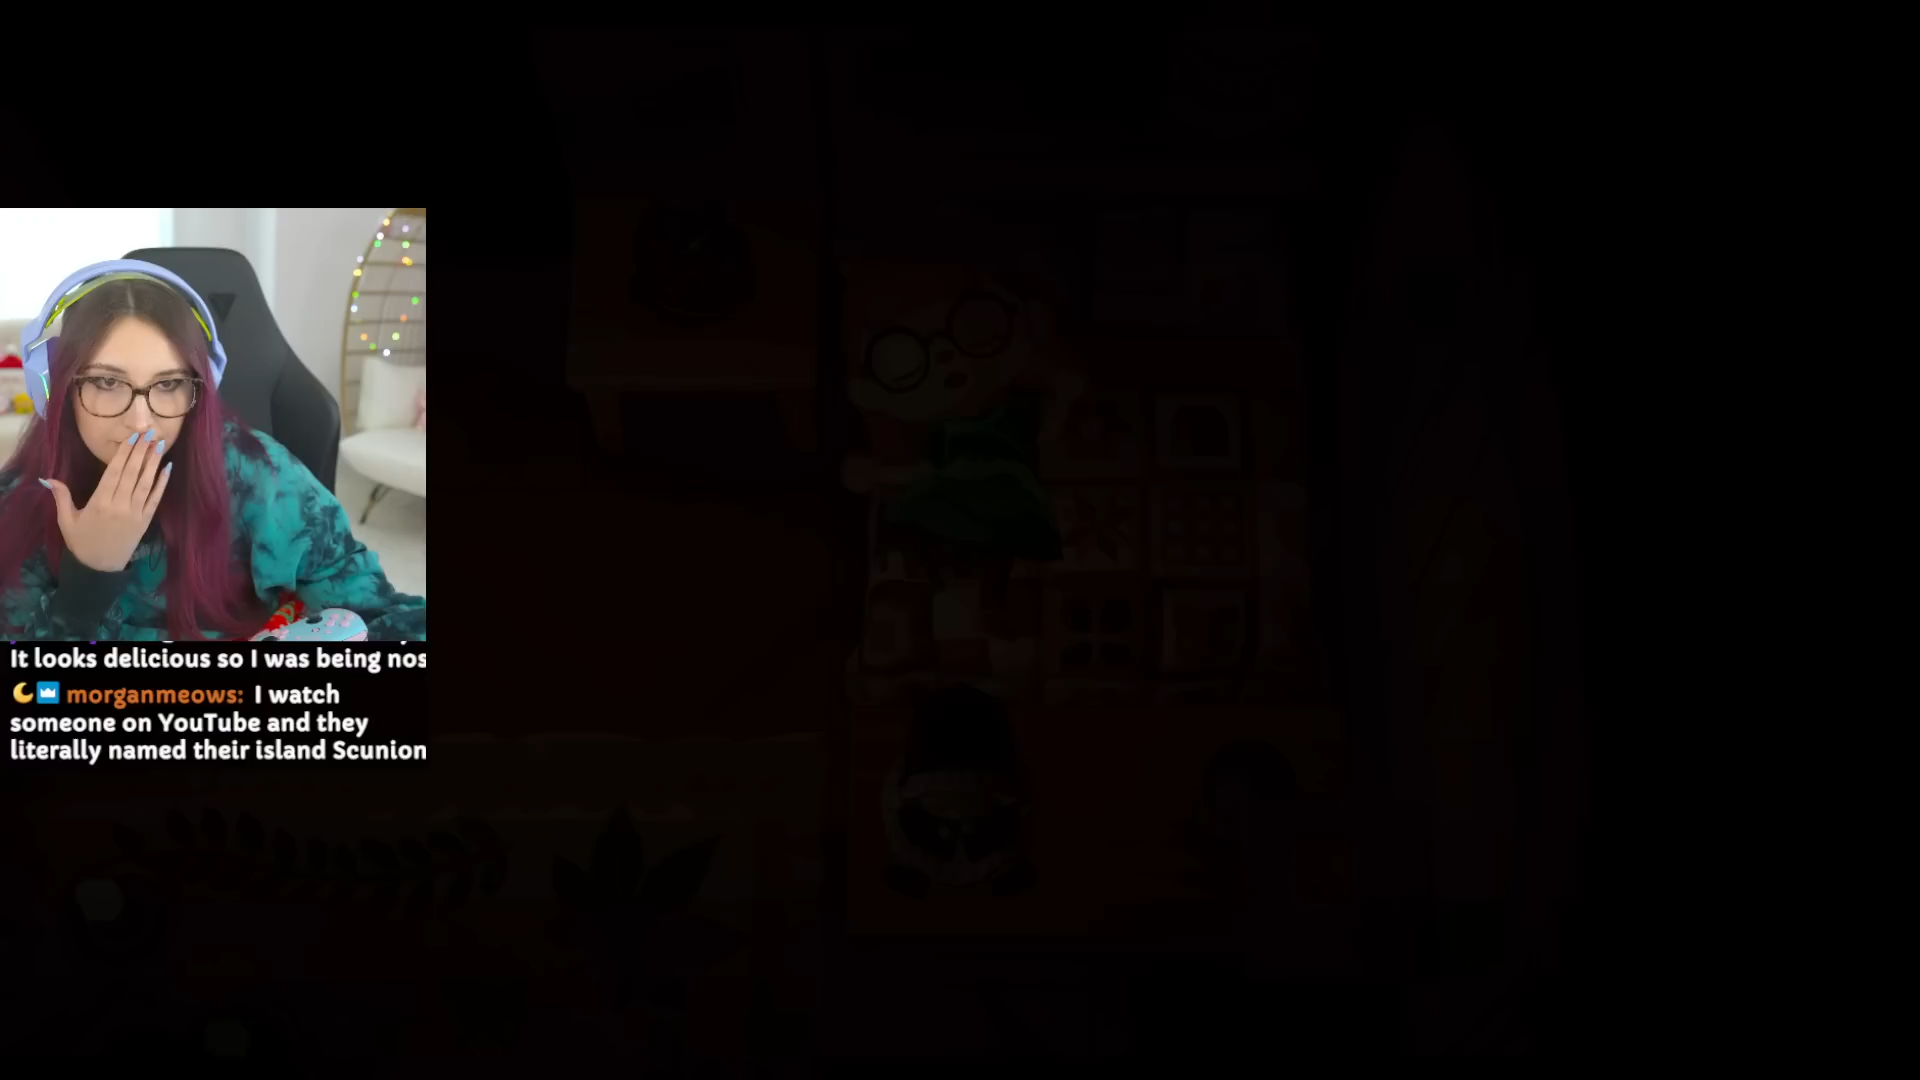 It looks delicious so I was being nos
morganmeows: I watch
someone on YouTube and they
literally named their island Scunion